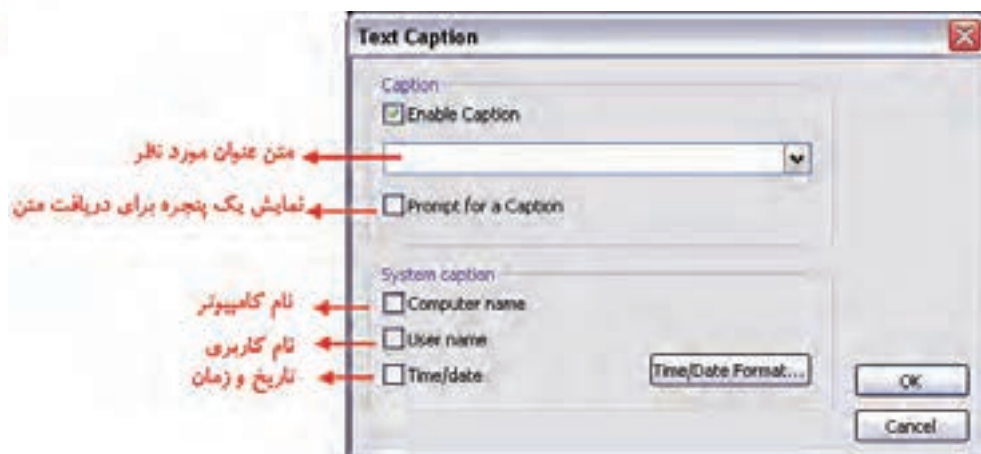 Text Caption
Caption
Enable Caption
متن عنوان مورد نظر
Prompt for a Caption
نمایش یک پنجره برای دریافت متن
System caption
Computer name
نام کامپیوتر
User name
نام کاربری
Time/date
Time/Date Format...
تاریخ و زمان
OK
Cancel